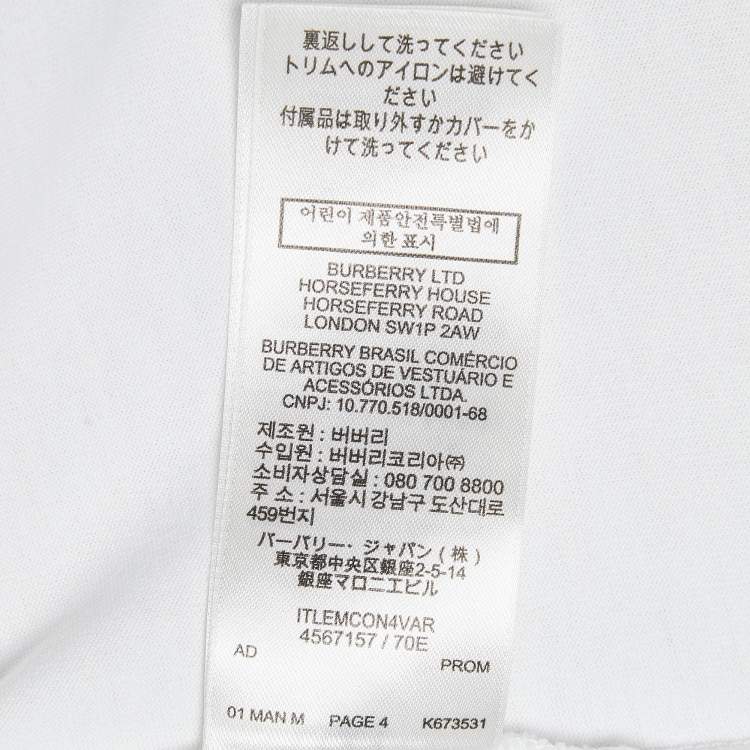 裏返しして洗ってください
トリムへのアイロンは避けてく
ださい
付属品は取り外すかカバーをか
けて洗ってください
어린이 제품안전특별법에
의한 표시
BURBERRY LTD
HORSEFERRY HOUSE
HORSEFERRY ROAD
LONDON SW1P 2AW
BURBERRY BRASIL COMÉRCIO
DE ARTIGOS DE VESTUÁRIO E
ACESSÓRIOS LTDA.
CNPJ: 10.770.518/0001-68
제조원 : 버버리
수입원 : 버버리코리아㈜
소비자상담실 : 080 700 8800
주 소 : 서울시 강남구 도산대로
459번지
バーバリー・ジャパン(株)
東京都中央区銀座2-5-14
銀座マロニエビル
ITLEMCON4VAR
4567157 / 70E
AD PROM
01 MAN M PAGE 4 K673531